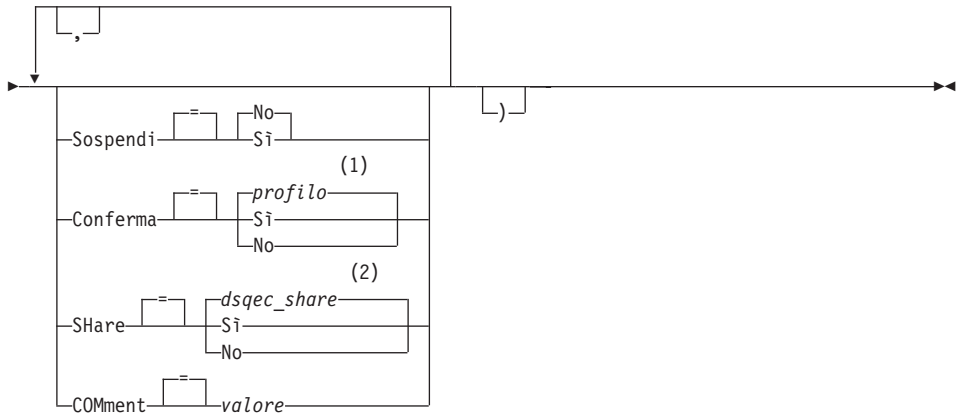 ,
= No
Sospendi Sì )
(1)
= profilo
Conferma Sì
No
(2)
= dsqec_share
SHare Sì
No
=
COMment valore